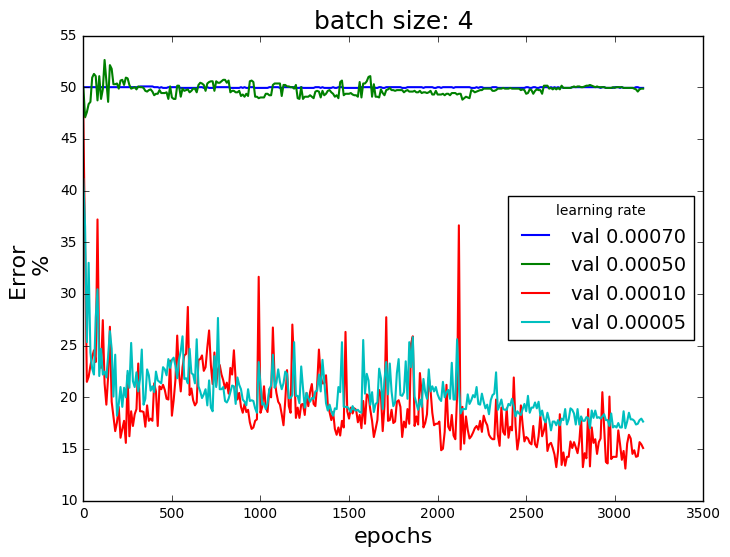 batch size: 4
55
50
45
40
35
30
25
20
15
10
Error
%
learning rate
val 0.00070
val 0.00050
val 0.00010
val 0.00005
0 500 1000 1500 2000 2500 3000 3500
epochs